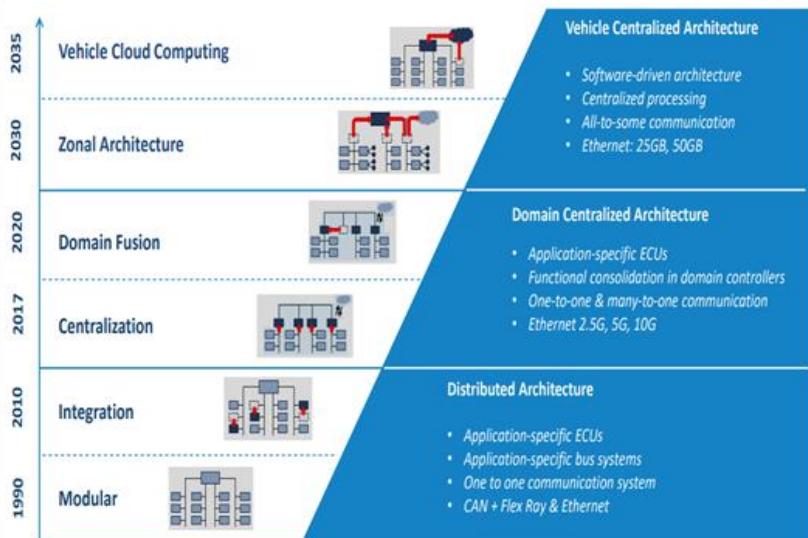 2035
Vehicle Cloud Computing
Vehicle Centralized Architecture
• Software-driven architecture
• Centralized processing
• All-to-some communication
• Ethernet: 25GB, 50GB
2030
Zonal Architecture
2020
Domain Fusion
Domain Centralized Architecture
• Application-specific ECUs
• Functional consolidation in domain controllers
• One-to-one & many-to-one communication
• Ethernet 2.5G, 5G, 10G
2017
Centralization
2010
Integration
Distributed Architecture
• Application-specific ECUs
• Application-specific bus systems
• One to one communication system
• CAN + Flex Ray & Ethernet
1990
Modular